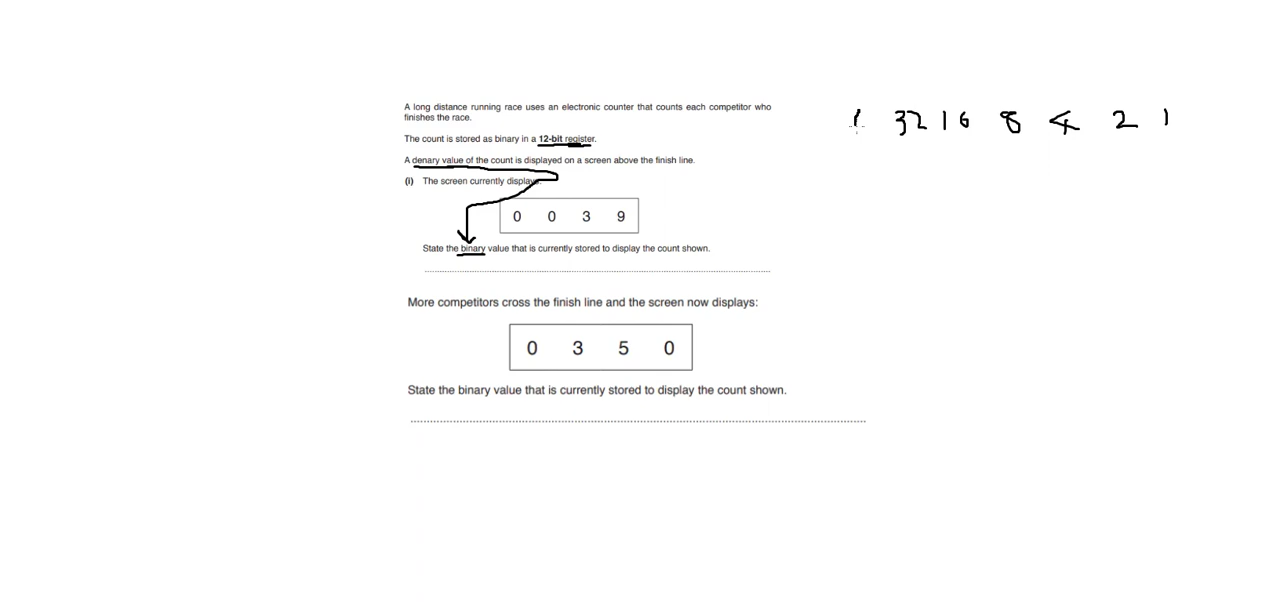 A long distance running race uses an electronic counter that counts each competitor who
finishes the race.
The count is stored as binary in a 12-bit register.
A denary value of the count is displayed on a screen above the finish line.
(i) The screen currently displays:
0 0 3 9
State the binary value that is currently stored to display the count shown.
More competitors cross the finish line and the screen now displays:
0 3 5 0
State the binary value that is currently stored to display the count shown.
32 16 8 4 2 1